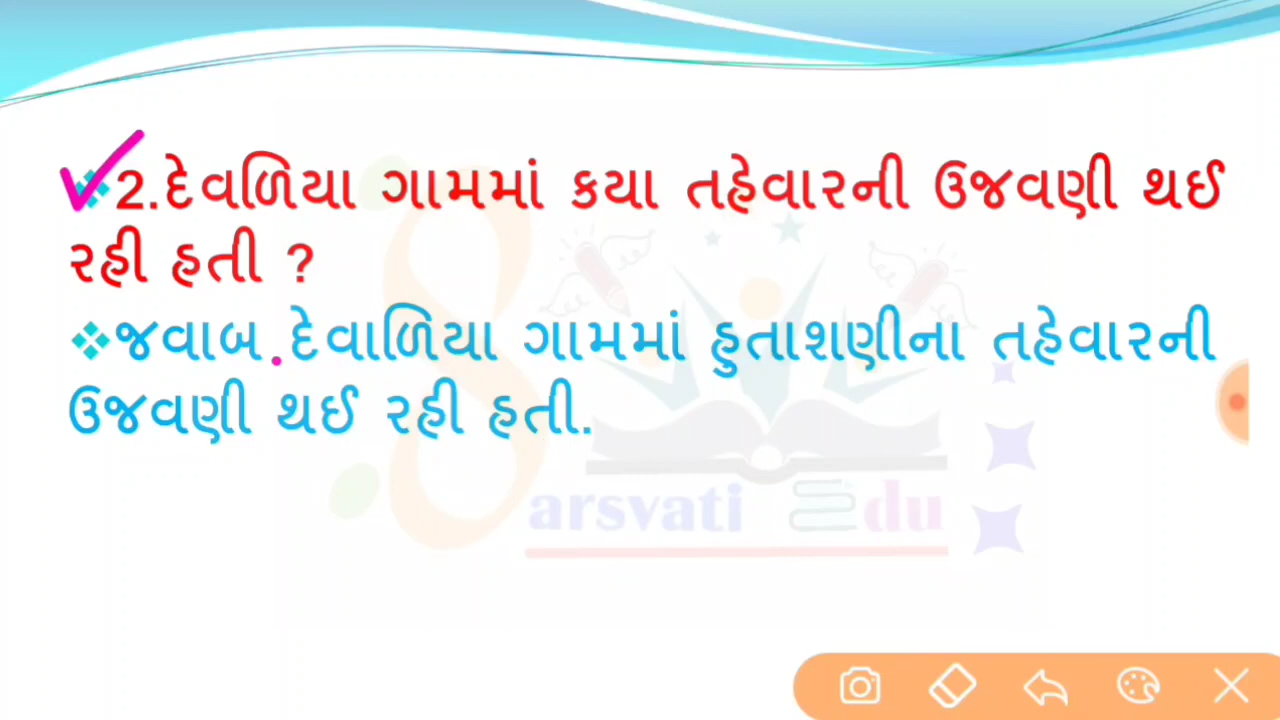 2.દેવળિયા ગામમાં કયા તહેવારની ઉજવણી થઈ
રહી હતી ?
જવાબ.દેવાળિયા ગામમાં હુતાશણીના તહેવારની
ઉજવણી થઈ રહી હતી.
arsvati Edu